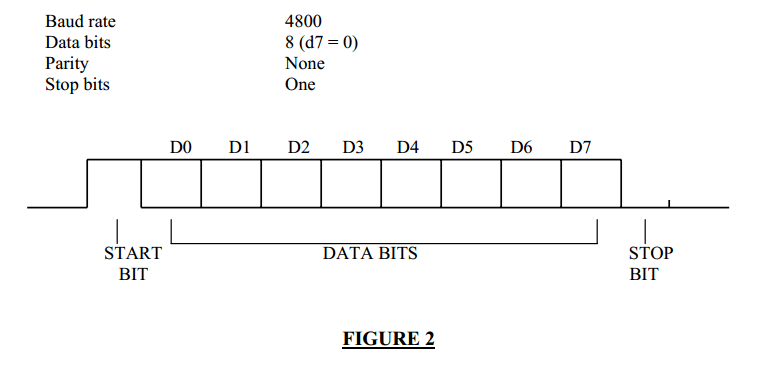 Baud rate 4800
Data bits 8 (d7 = 0)
Parity None
Stop bits One
D0 D1 D2 D3 D4 D5 D6 D7
START DATA BITS STOP
BIT BIT
FIGURE 2